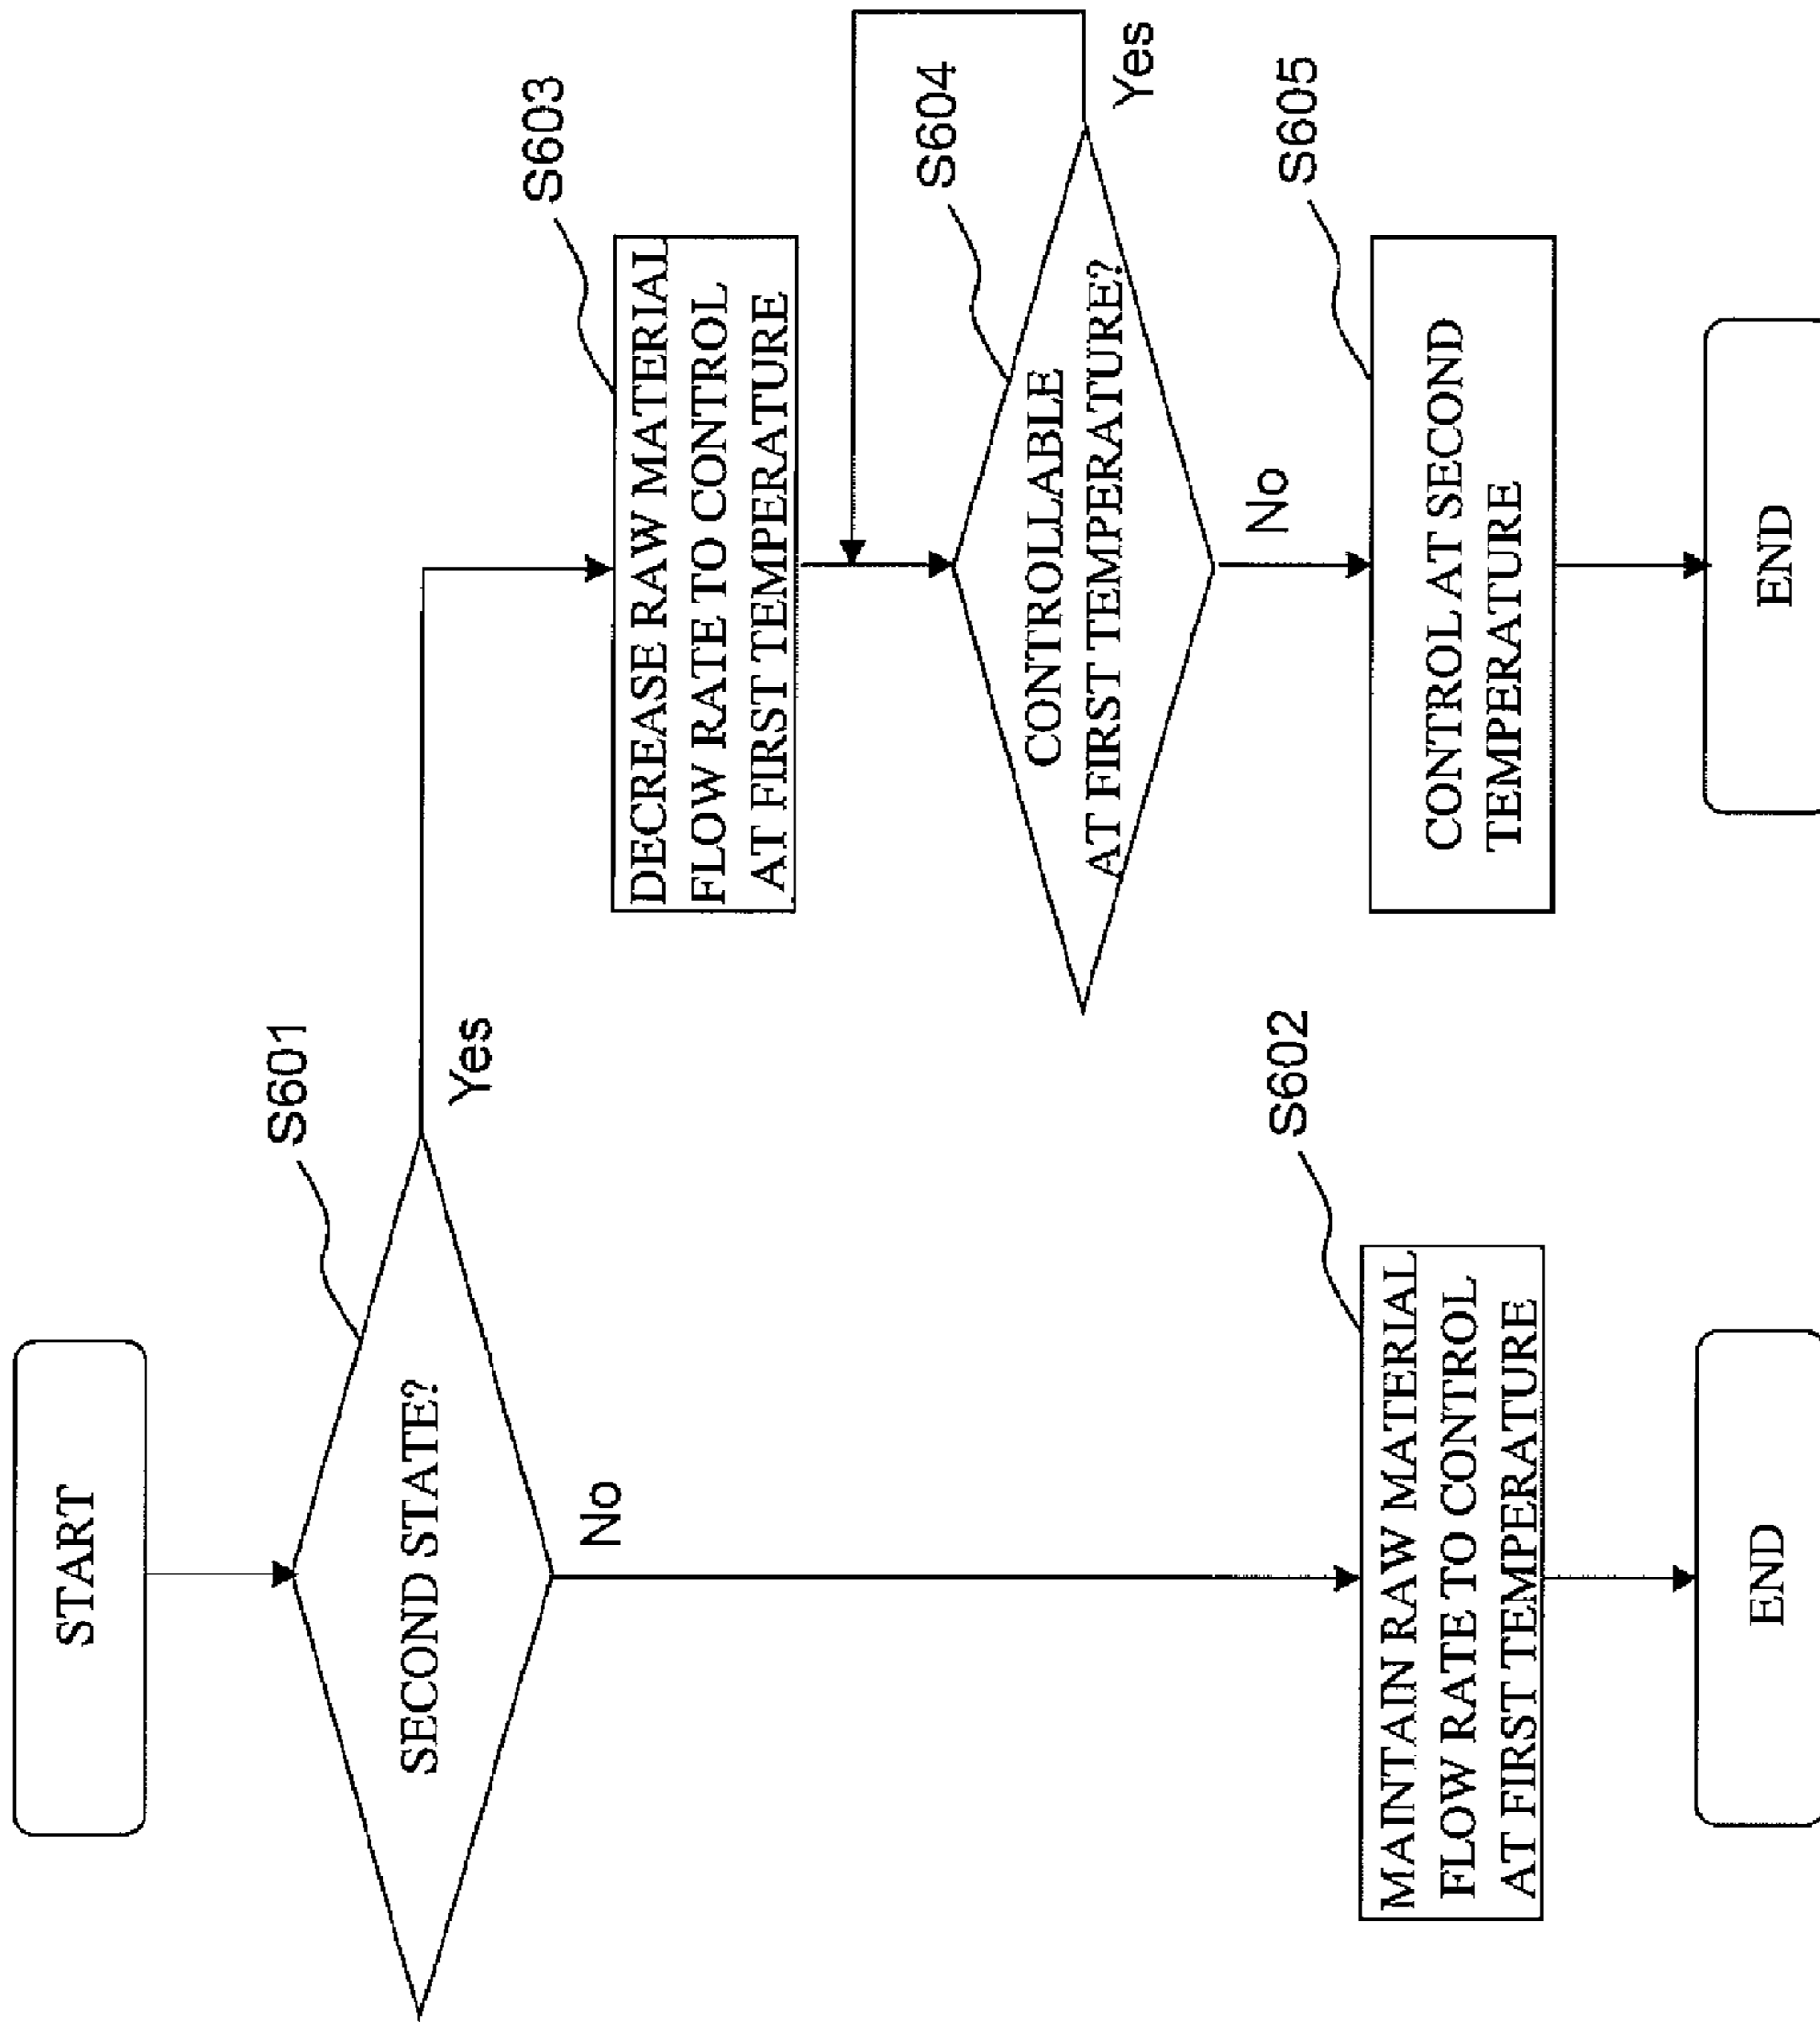 START
S601
SECOND STATE?
Yes
No
S603
DECREASE RAW MATERIAL
FLOW RATE TO CONTROL
AT FIRST TEMPERATURE
S604
CONTROLLABLE
AT FIRST TEMPERATURE?
Yes
No
S602
MAINTAIN RAW MATERIAL
FLOW RATE TO CONTROL
AT FIRST TEMPERATURE
S605
CONTROL AT SECOND
TEMPERATURE
END
END